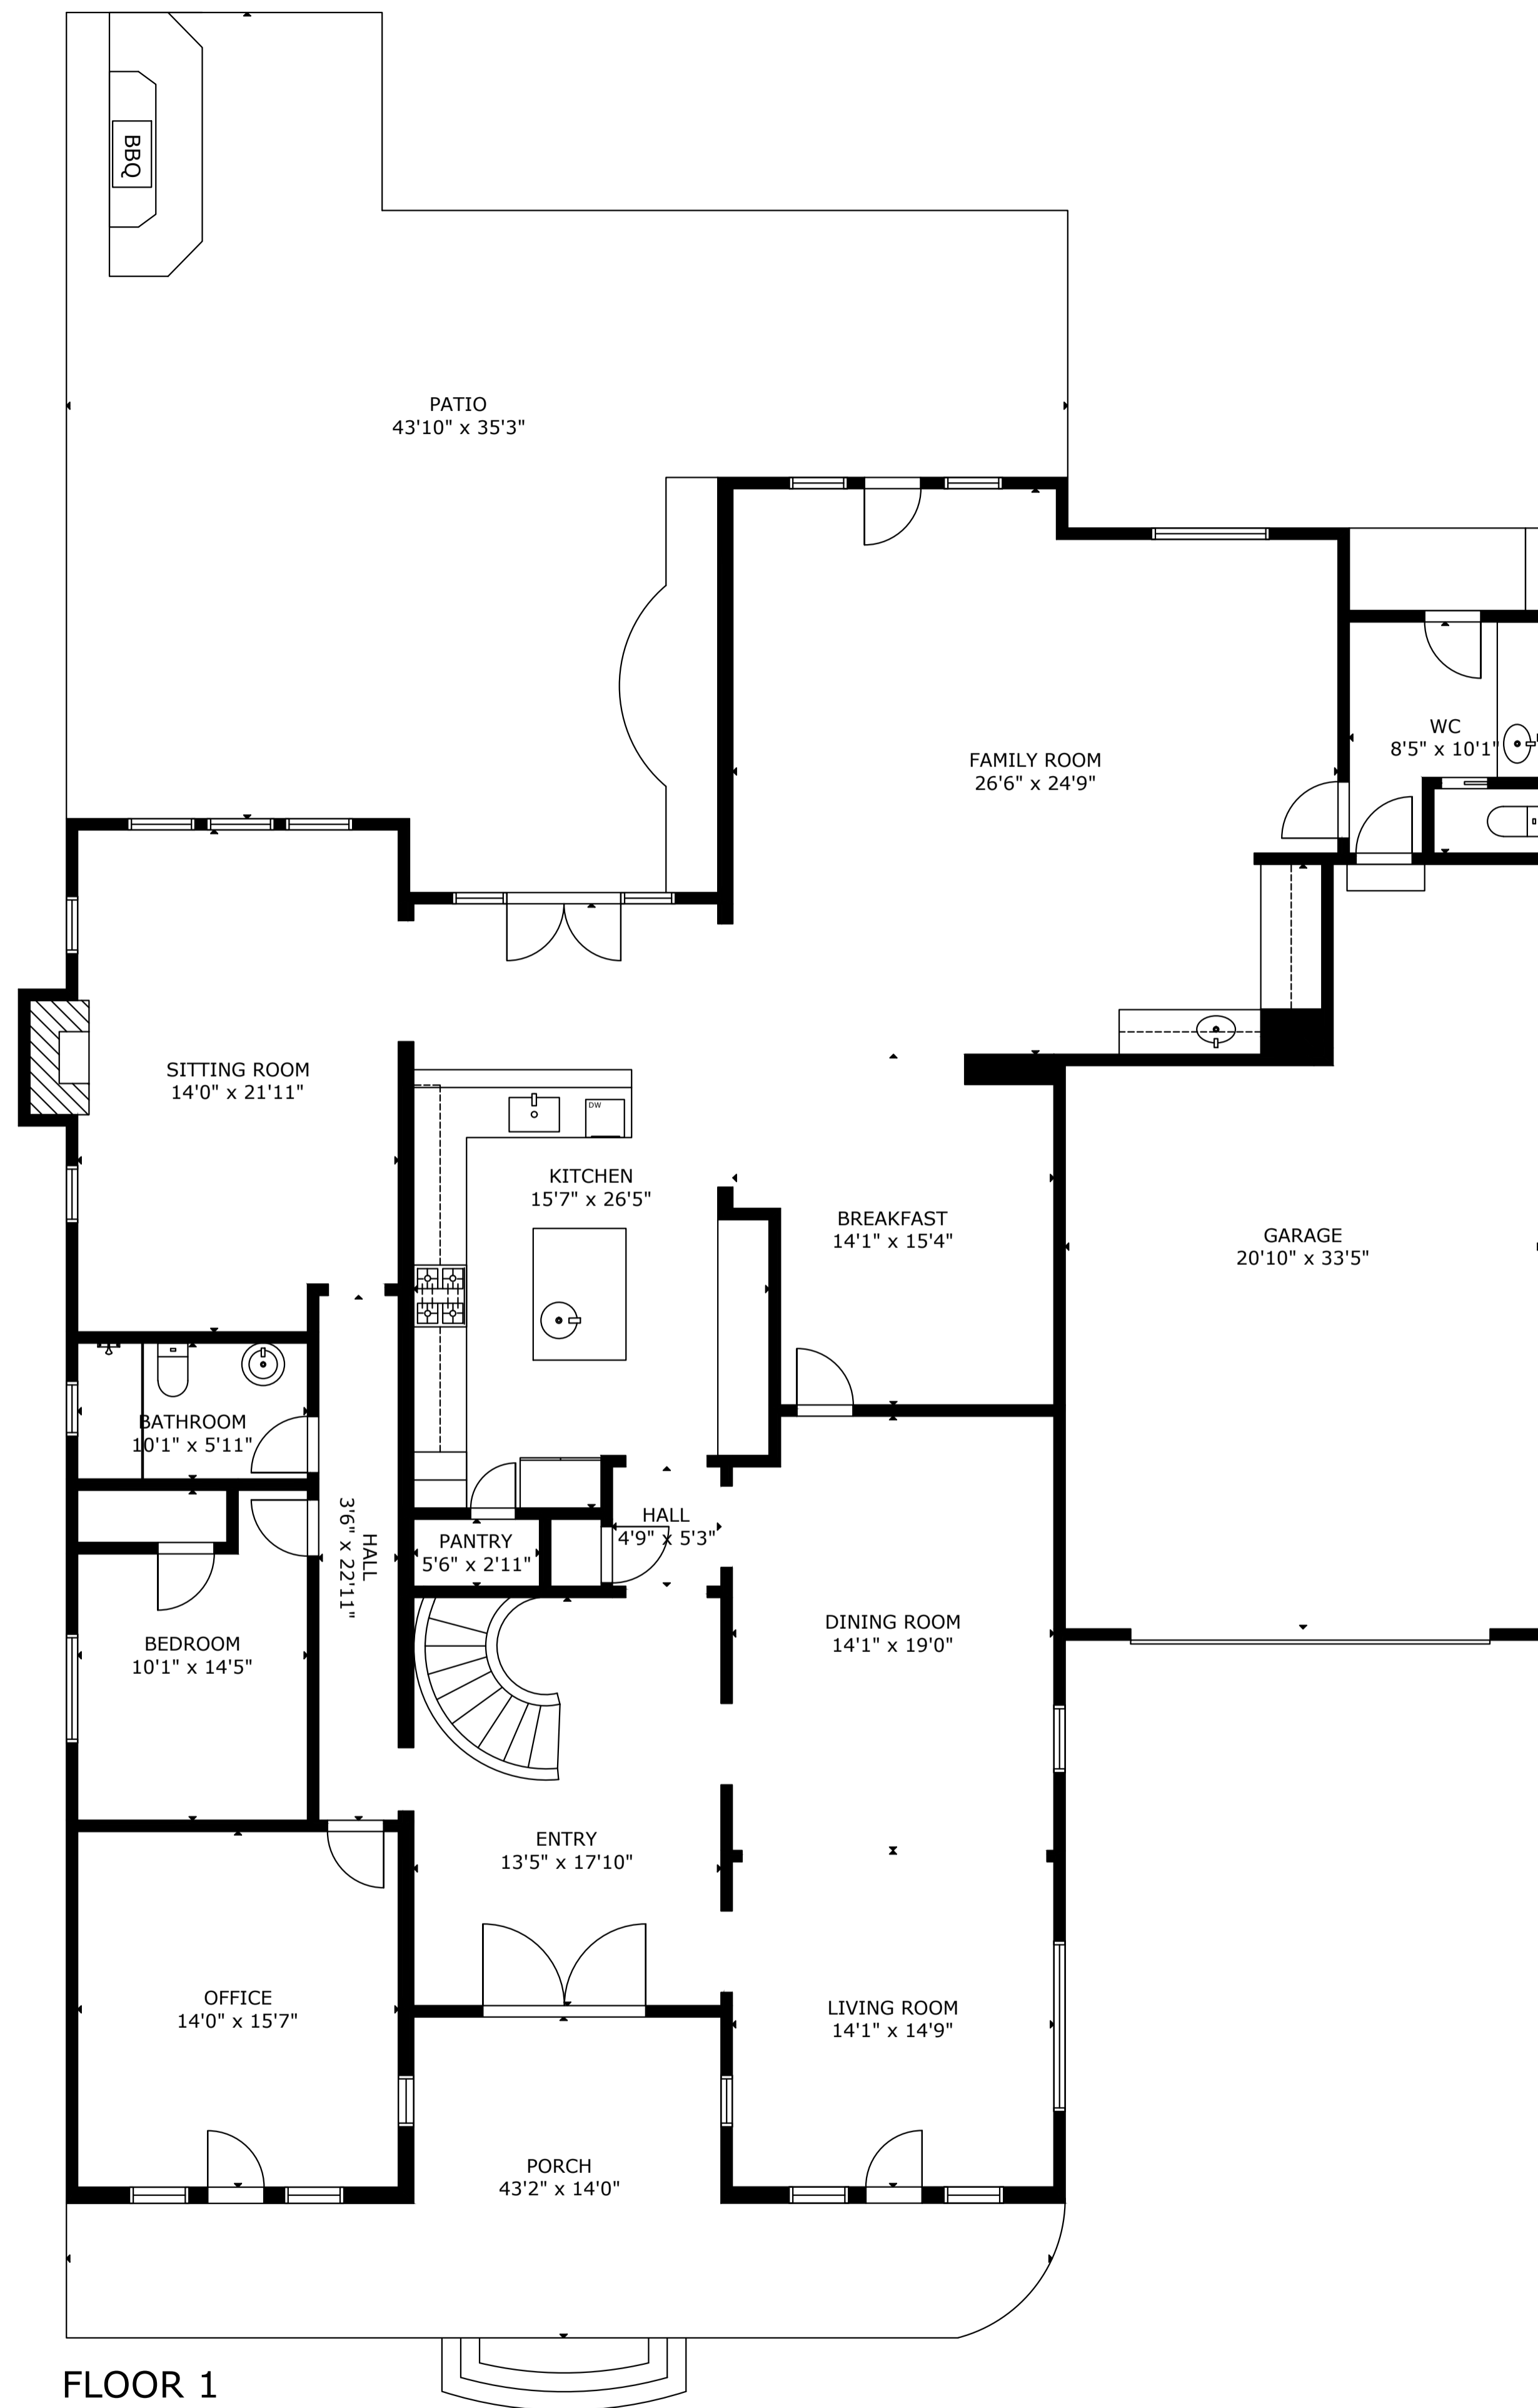 BBQ
PATIO
43'10" x 35'3"
WC
8'5" x 10'1"
FAMILY ROOM
26'6" x 24'9"
SITTING ROOM
14'0" x 21'11"
DW
KITCHEN
15'7" x 26'5"
BREAKFAST
14'1" x 15'4"
GARAGE
20'10" x 33'5"
BATHROOM
10'1" x 5'11"
HALL
3'6" x 22'11"
HALL
4'9" x 5'3"
PANTRY
5'6" x 2'11"
BEDROOM
10'1" x 14'5"
DINING ROOM
14'1" x 19'0"
ENTRY
13'5" x 17'10"
OFFICE
14'0" x 15'7"
LIVING ROOM
14'1" x 14'9"
PORCH
43'2" x 14'0"
FLOOR 1